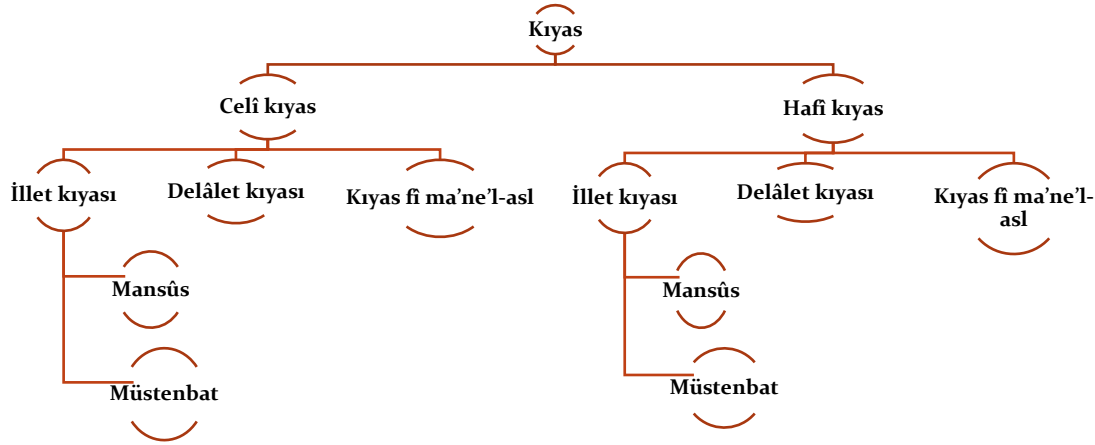 Kıyas
Celî kıyas
Hafî kıyas
İllet kıyası
Delâlet kıyası
Kıyas fî ma’ne’l-asl
İllet kıyası
Delâlet kıyası
Kıyas fî ma’ne’l-
asl
Mansûs
Mansûs
Müstenbat
Müstenbat